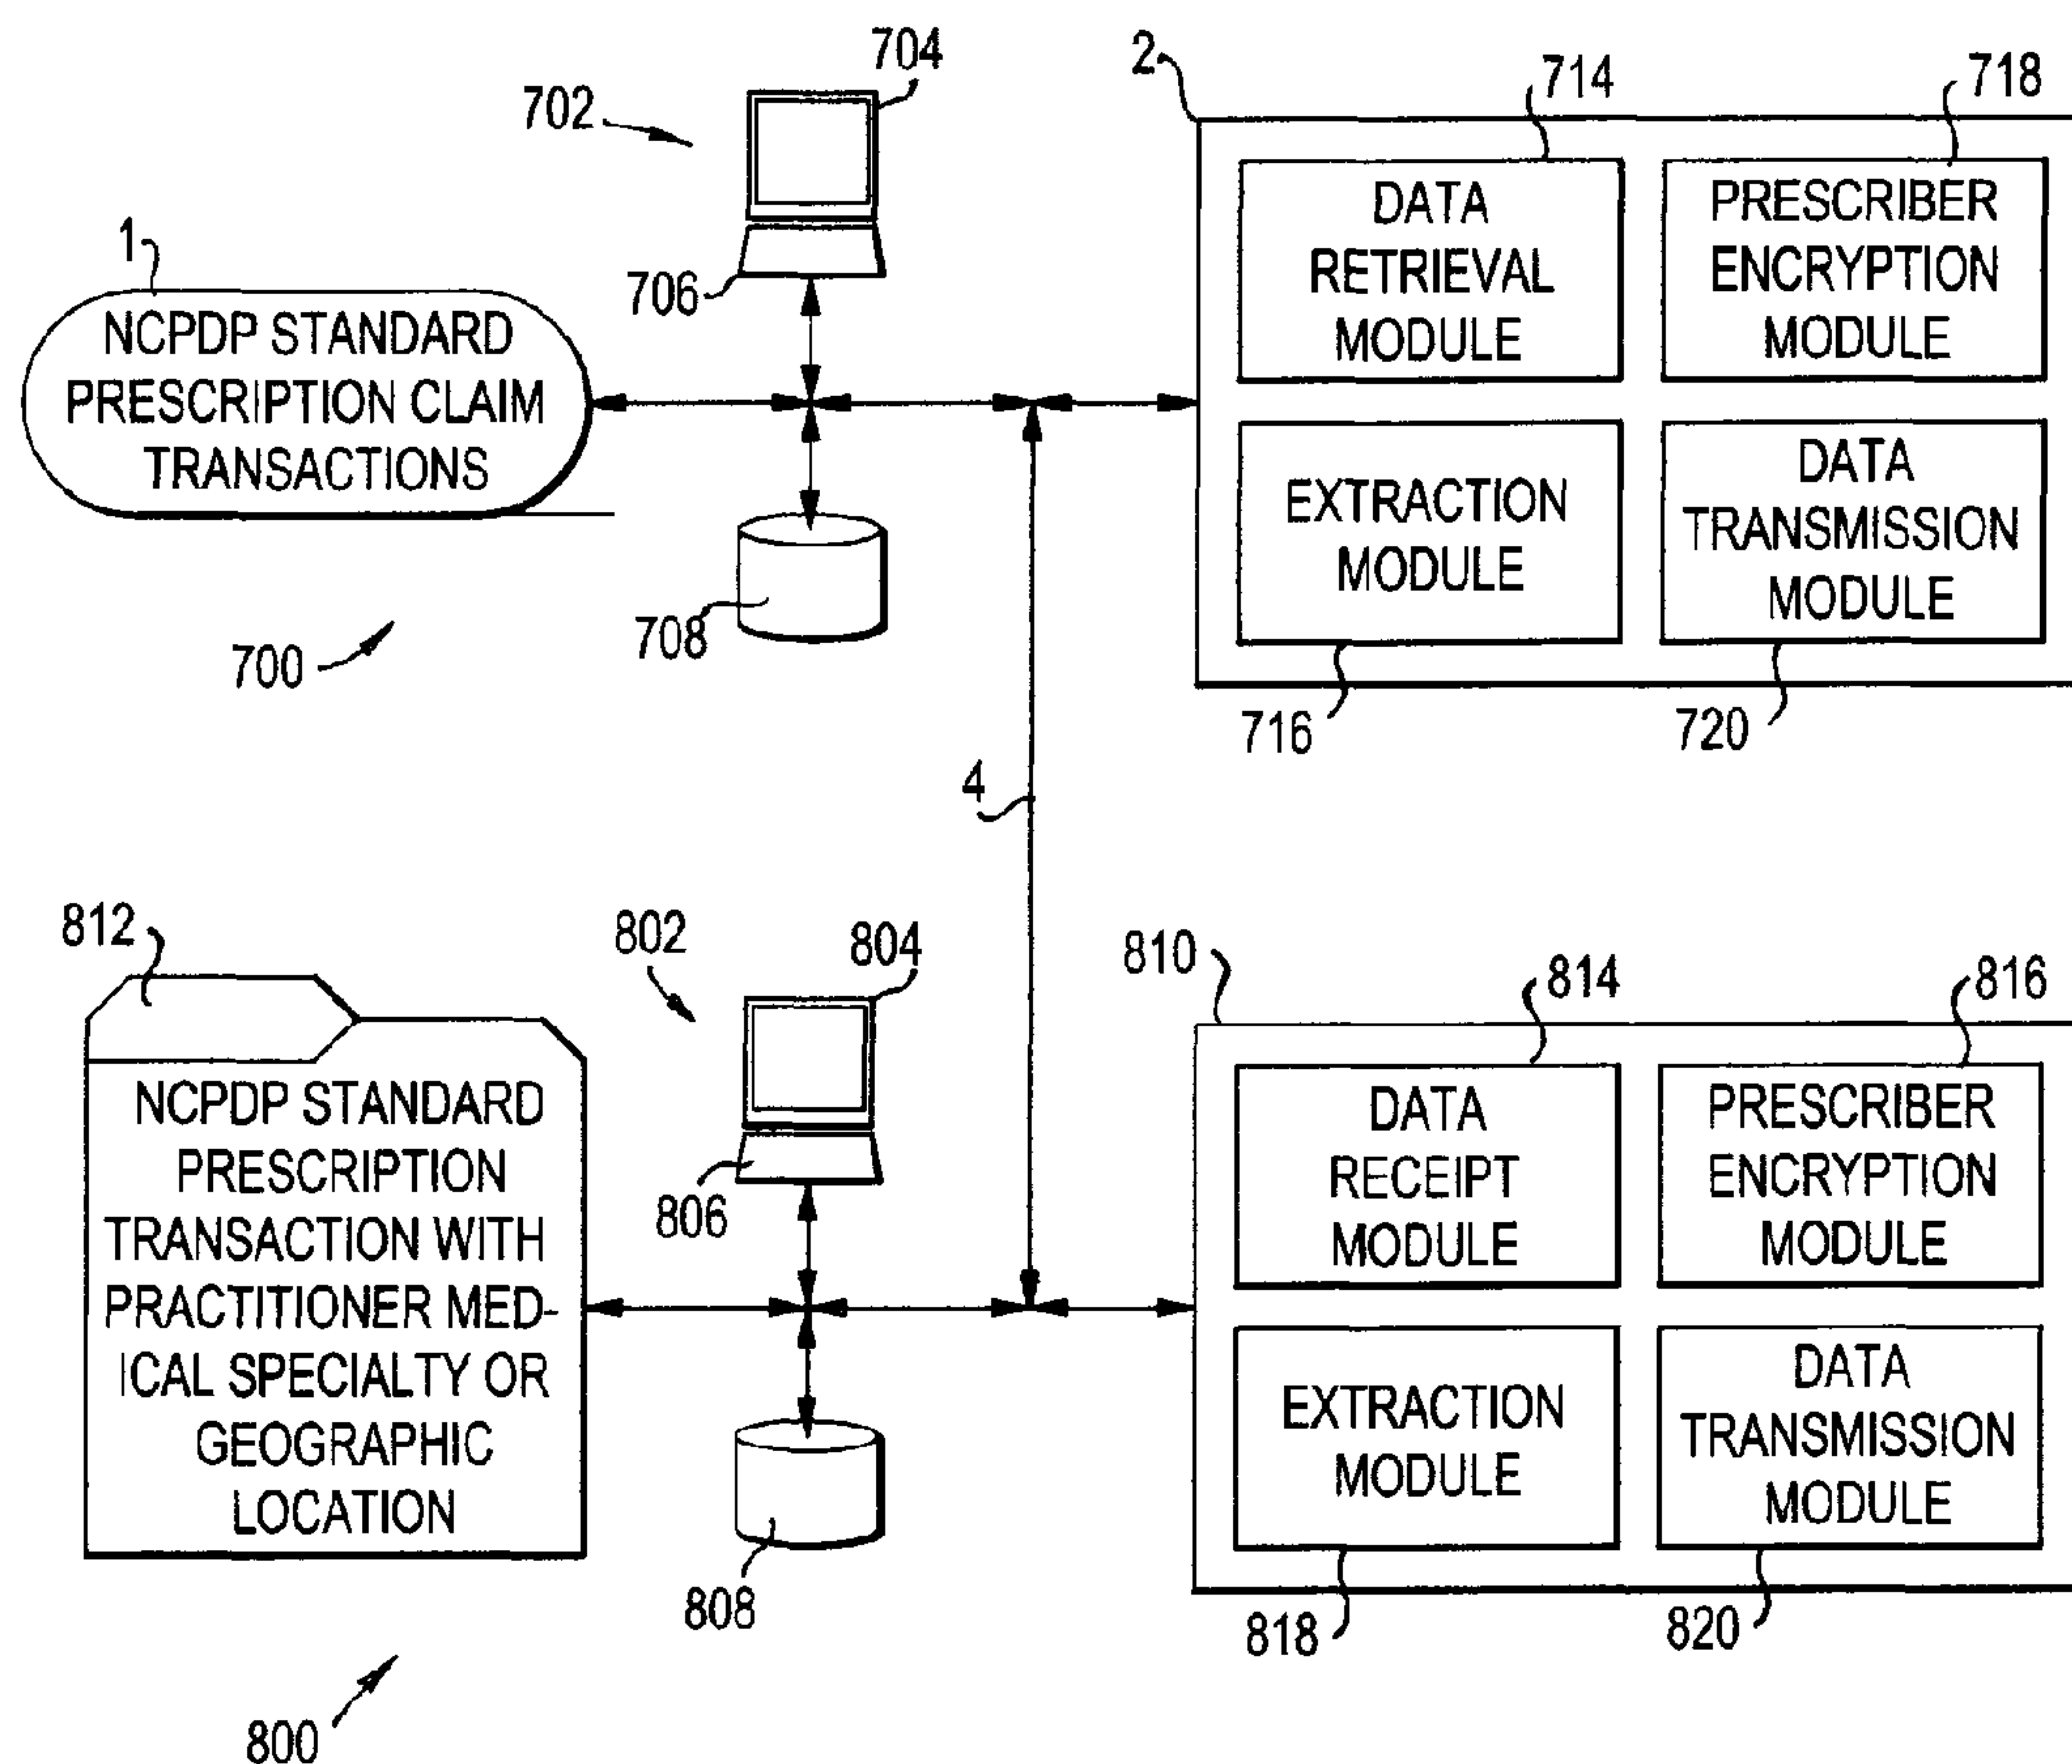 704
2
714
718
702
DATA
RETRIEVAL
MODULE
PRESCRIBER
ENCRYPTION
MODULE
1
706
NCPDP STANDARD
PRESCRIPTION CLAIM
TRANSACTIONS
EXTRACTION
MODULE
DATA
TRANSMISSION
MODULE
708
700
716
720
4
812
802
804
810
814
816
NCPDP STANDARD
PRESCRIPTION
TRANSACTION WITH
PRACTITIONER MED-
ICAL SPECIALTY OR
GEOGRAPHIC
LOCATION
DATA
RECEIPT
MODULE
PRESCRIBER
ENCRYPTION
MODULE
806
EXTRACTION
MODULE
DATA
TRANSMISSION
MODULE
808
818
820
800